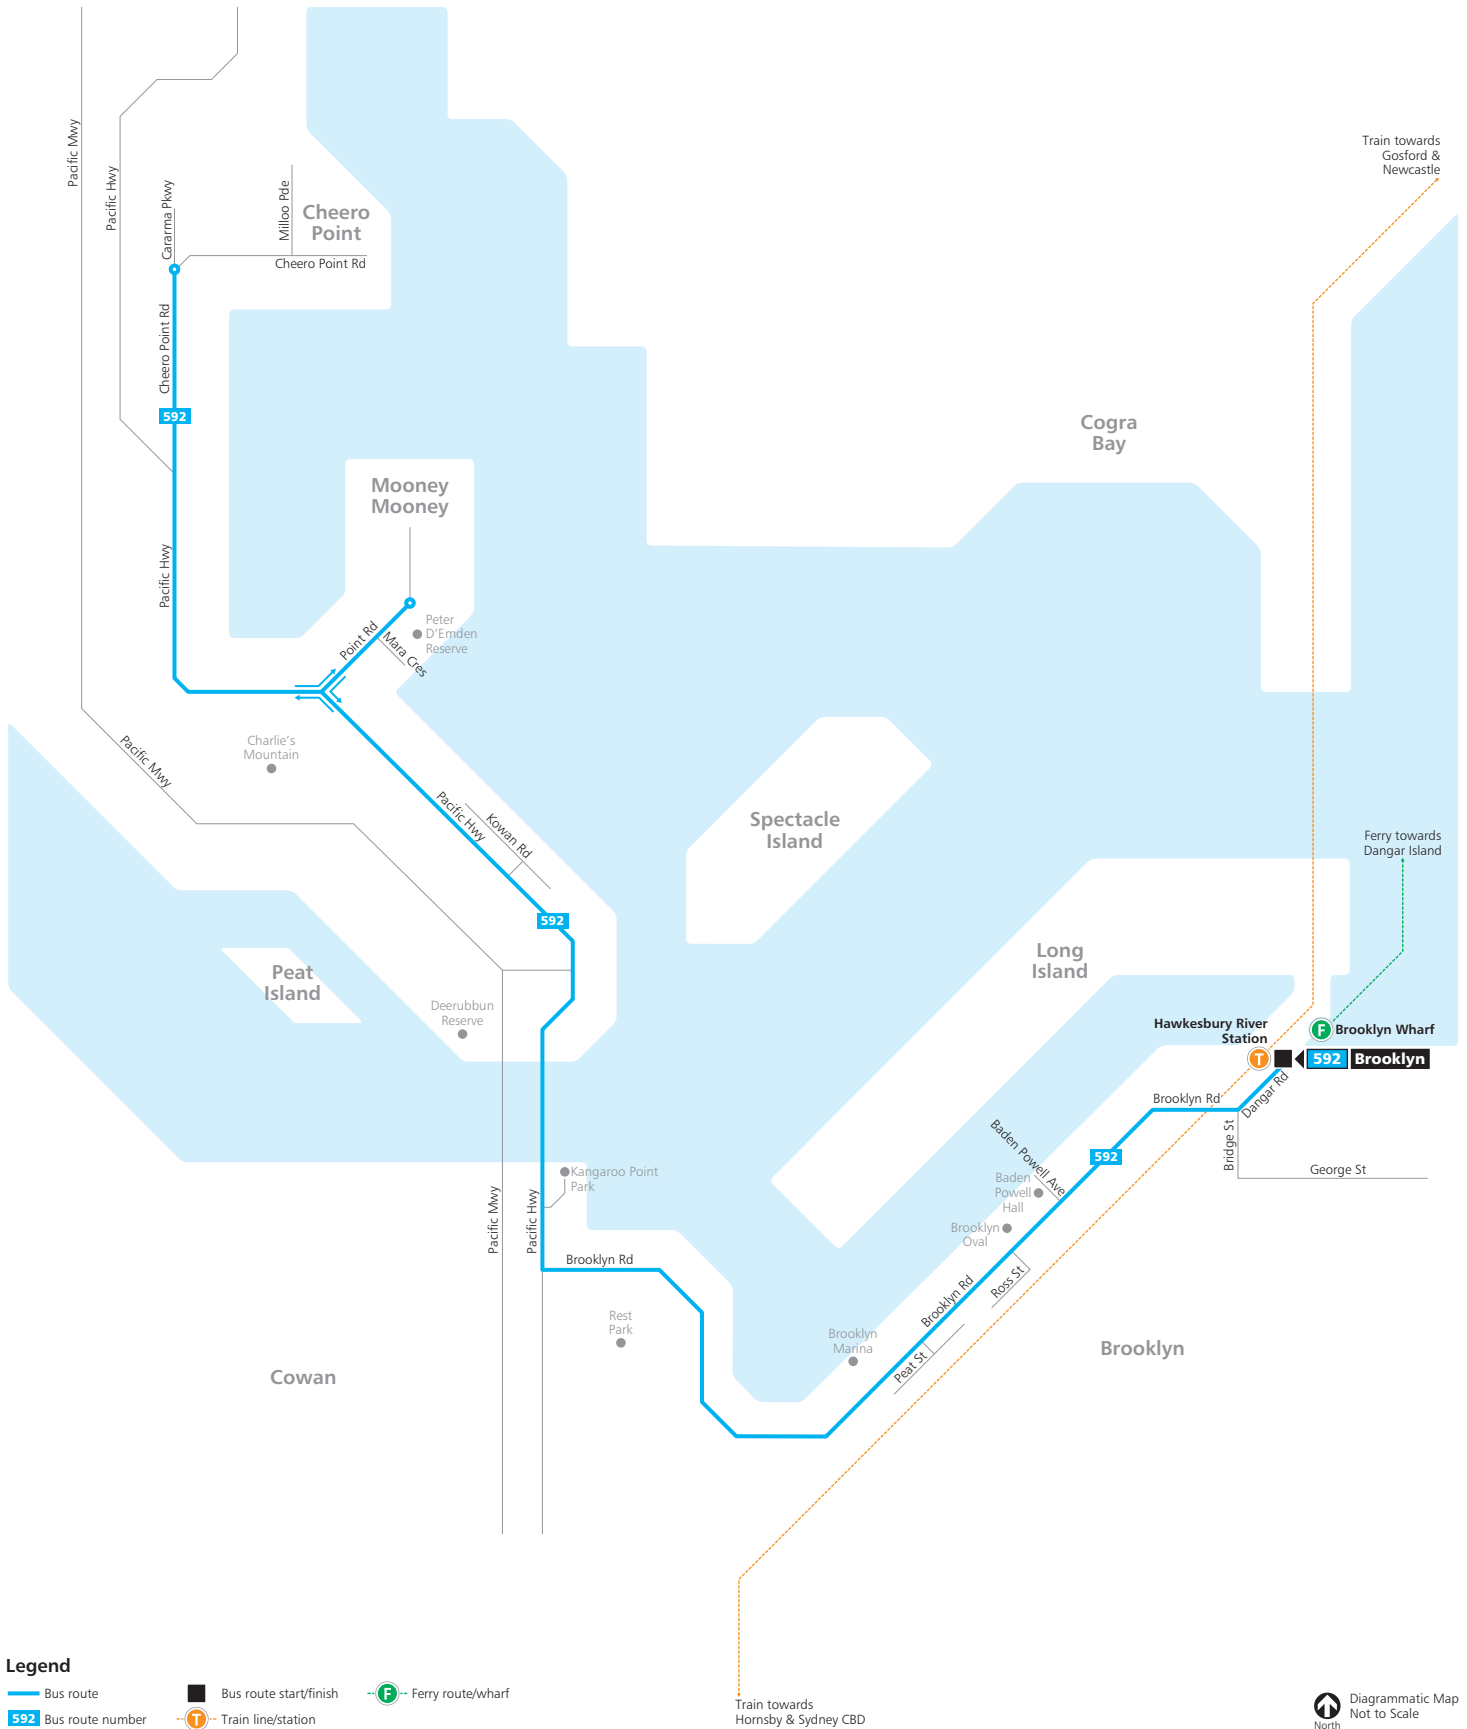 Pacific Mwy
Pacific Hwy
Cararma Pkwy
Milloo Pde
Cheero
Point
Cheero Point Rd
Cheero Point Rd
592
Train towards
Gosford &
Newcastle
Cogra
Bay
Mooney
Mooney
Pacific Hwy
Point Rd
Mara Cres
Peter
D'Emden
Reserve
Charlie's
Mountain
Pacific Mwy
Pacific Hwy
Kowan Rd
Spectacle
Island
Ferry towards
Dangar Island
592
Peat
Island
Long
Island
Deerubbun
Reserve
Hawkesbury River
Station
T
F
Brooklyn Wharf
592
Brooklyn
Dangar Rd
Brooklyn Rd
Bridge St
George St
592
Baden Powell Ave
Baden
Powell
Hall
Brooklyn
Oval
Kangaroo Point
Park
Pacific Mwy
Pacific Hwy
Brooklyn Rd
Ross St
Brooklyn Rd
Rest
Park
Brooklyn
Marina
Peat St
Brooklyn
Cowan
Train towards
Hornsby & Sydney CBD
Legend
Bus route
592
Bus route number
Bus route start/finish
T
Train line/station
F
Ferry route/wharf
North
Diagrammatic Map
Not to Scale